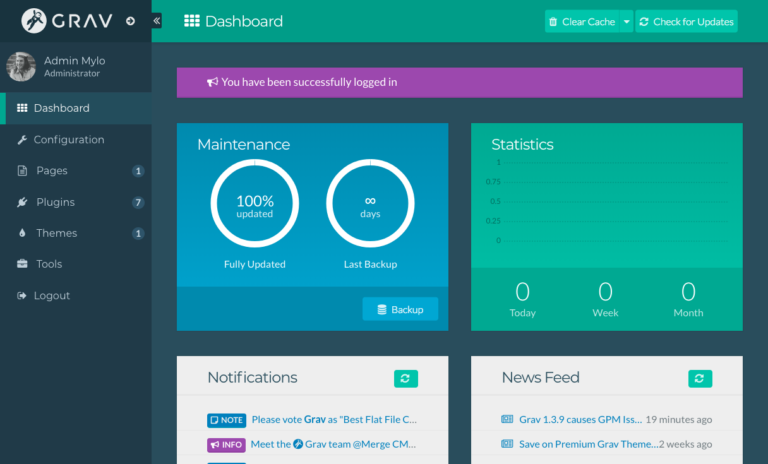 GRAV
Admin Mylo
Administrator
Dashboard
Configuration
Pages 1
Plugins 7
Themes 1
Tools
Logout
Dashboard
Clear Cache
Check for Updates
You have been successfully logged in
Maintenance
100%
updated
Fully Updated
∞
days
Last Backup
Backup
Statistics
1
0.75
0.5
0.25
0
0 0 0
Today Week Month
Notifications
NOTE Please vote Grav as "Best Flat File C...
INFO Meet the Grav team @Merge CM...
News Feed
Grav 1.3.9 causes GPM Iss... 19 minutes ago
Save on Premium Grav Theme...2 weeks ago